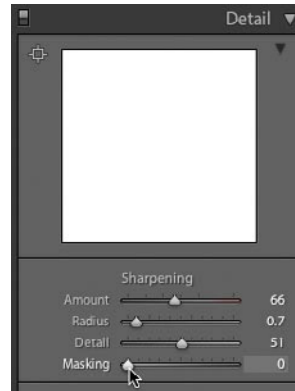 Detail
Sharpening
Amount 66
Radius 0.7
Detail 51
Masking 0